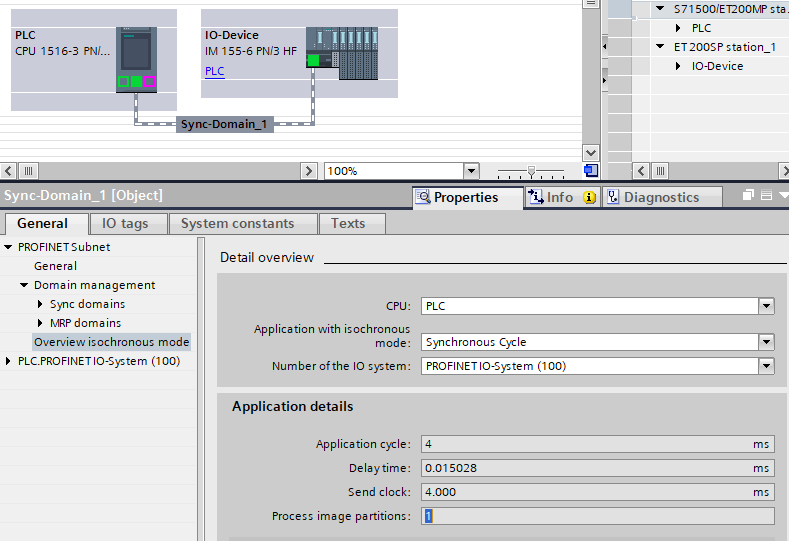 PLC
CPU 1516-3 PN/...
IO-Device
IM 155-6 PN/3 HF
PLC
Sync-Domain_1
S71500/ET200MP sta...
PLC
ET 200SP station_1
IO-Device
100%
Sync-Domain_1 [Object]
Properties
Info
Diagnostics
General
IO tags
System constants
Texts
PROFINET Subnet
General
Domain management
Sync domains
MRP domains
Overview isochronous mode
PLC.PROFINET IO-System (100)
Detail overview
CPU: PLC
Application with isochronous
mode: Synchronous Cycle
Number of the IO system: PROFINET IO-System (100)
Application details
Application cycle: 4 ms
Delay time: 0.015028 ms
Send clock: 4.000 ms
Process image partitions: 1